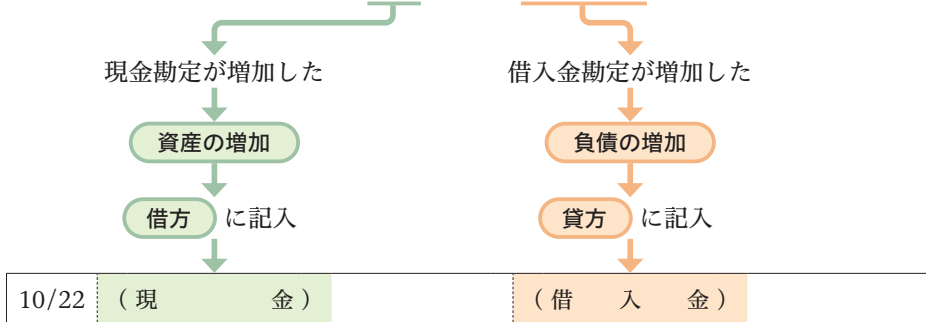 現金勘定が増加した 借入金勘定が増加した
資産の増加 負債の増加
借方 に記入 貸方 に記入
10/22 (現 金) (借 入 金)